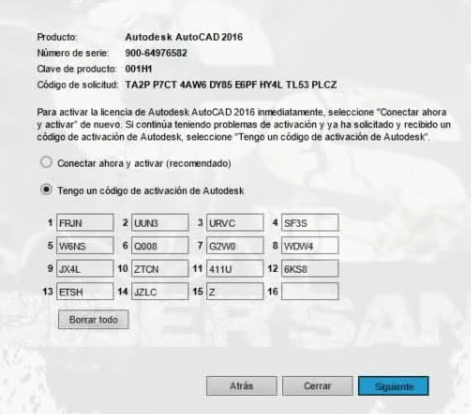 Producto: Autodesk AutoCAD 2016
Número de serie: 900-64976582
Clave de producto: 001H1
Código de solicitud: TA2P P7CT 4AW6 DY85 E6PF HY4L TL53 PLCZ
Para activar la licencia de Autodesk AutoCAD 2016 inmediatamente, seleccione "Conectar ahora
y activar" de nuevo. Si continúa teniendo problemas de activación y ya ha solicitado y recibido un
código de activación de Autodesk, seleccione "Tengo un código de activación de Autodesk".
Conectar ahora y activar (recomendado)
Tengo un código de activación de Autodesk
1 FRJN 2 UUN3 3 URVC 4 SF3S
5 W6NS 6 Q008 7 G2W0 8 WDW4
9 JX4L 10 ZTCN 11 411U 12 6KS8
13 ETSH 14 JZLC 15 Z 16
Borrar todo
Atrás Cerrar Siguiente